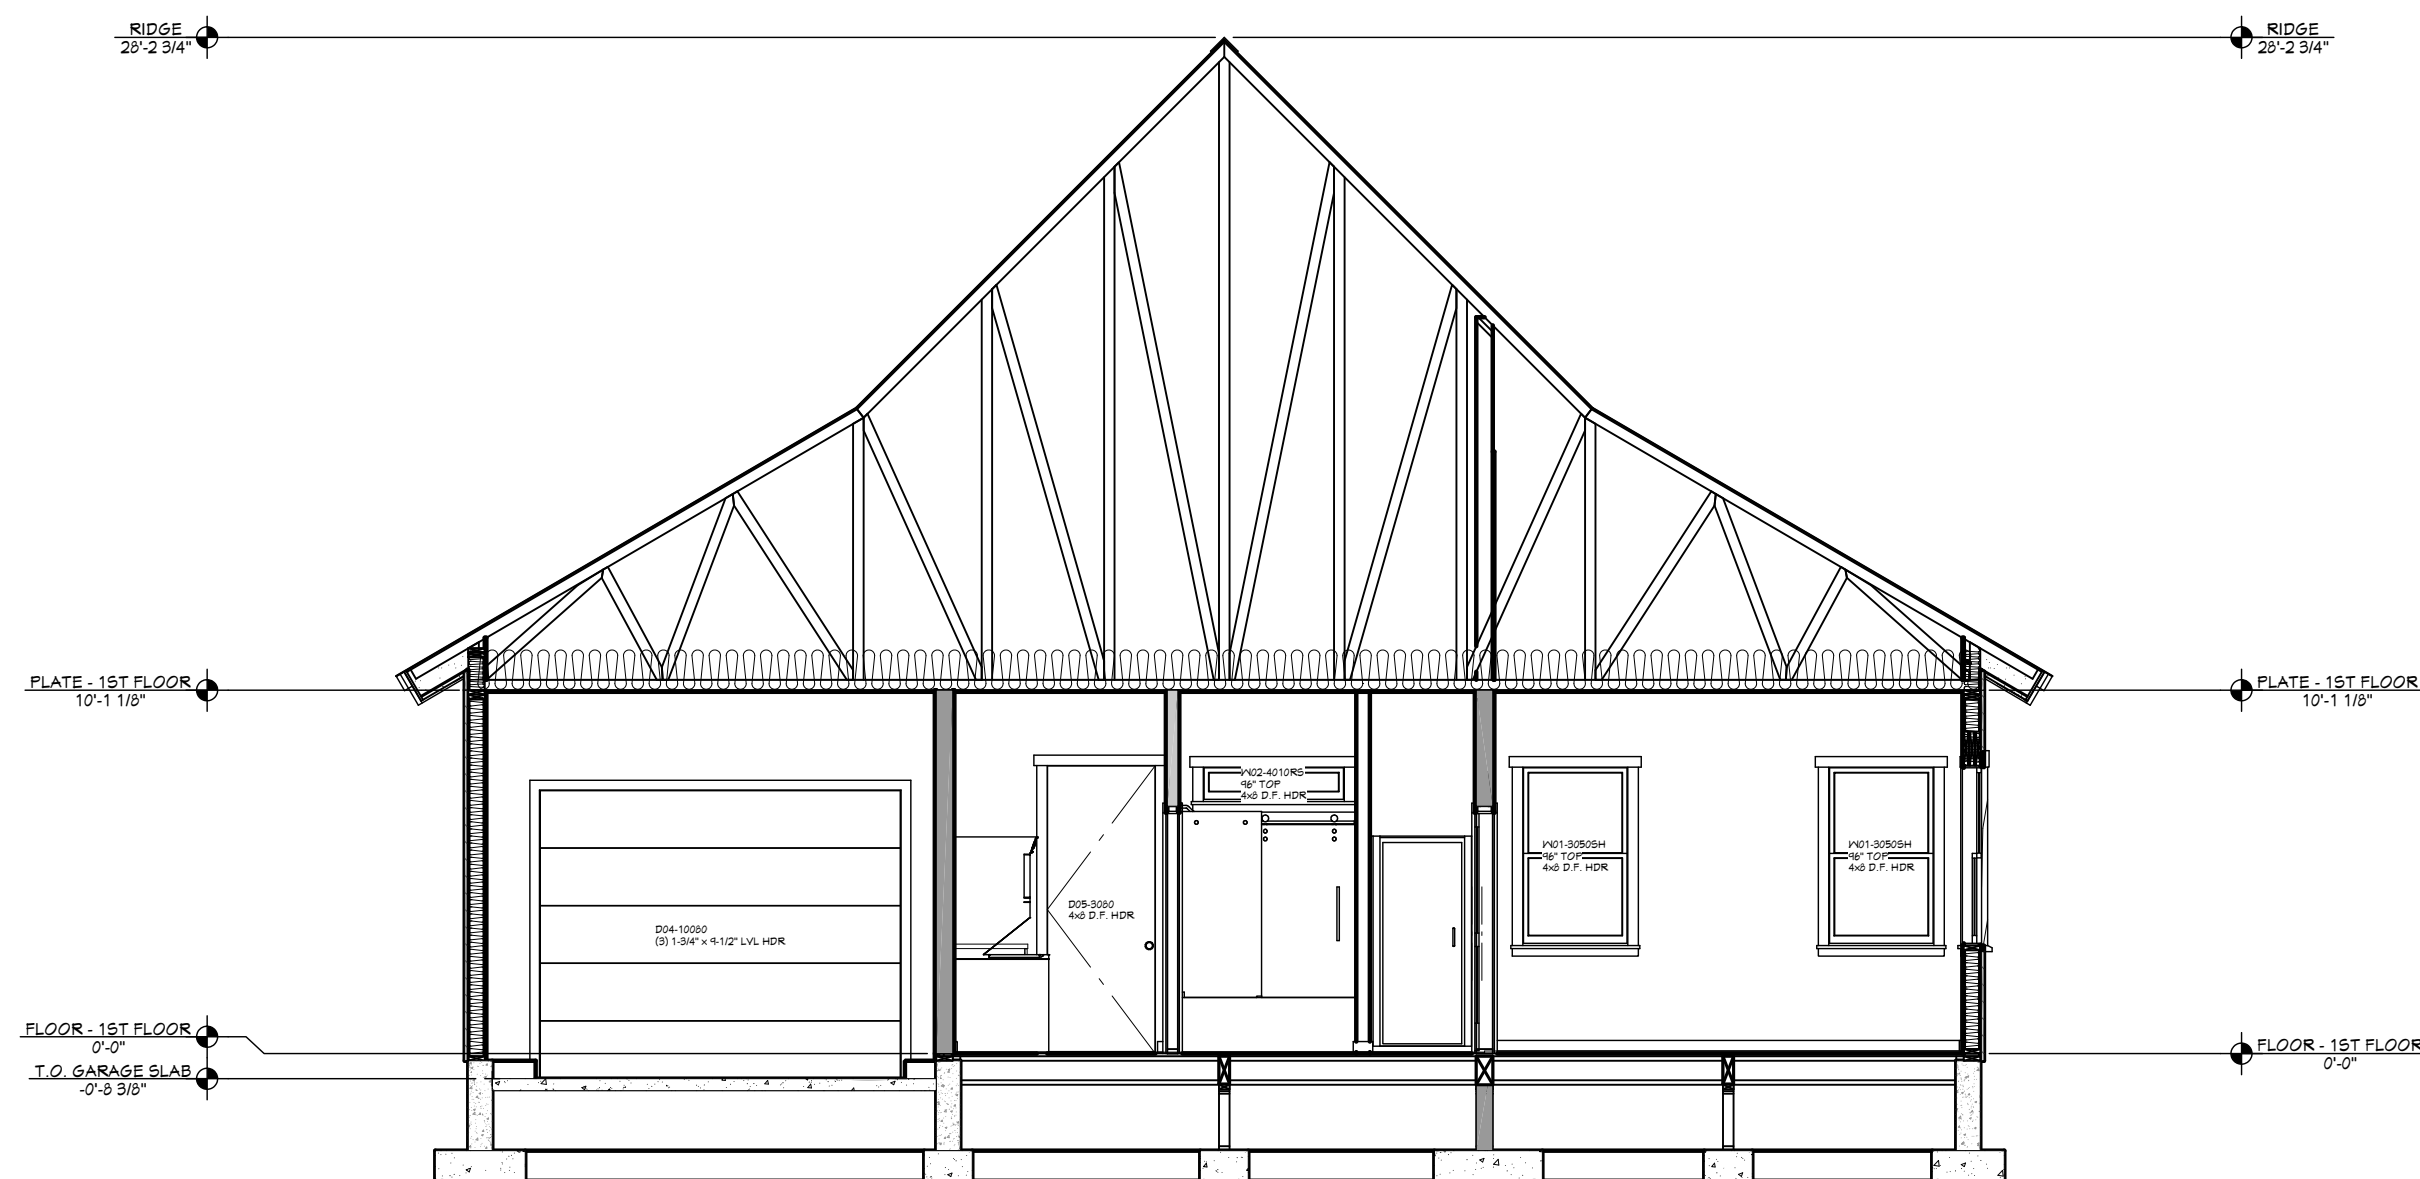 RIDGE
28'-2 3/4"
RIDGE
28'-2 3/4"
PLATE - 1ST FLOOR
10'-1 1/8"
PLATE - 1ST FLOOR
10'-1 1/8"
W02-4010RS
96" TOP
4x8 D.F. HDR
W01-3050SH
96" TOP
4x8 D.F. HDR
W01-3050SH
96" TOP
4x8 D.F. HDR
D05-3080
4x8 D.F. HDR
D04-10080
(3) 1-3/4" x 9-1/2" LVL HDR
FLOOR - 1ST FLOOR
0'-0"
FLOOR - 1ST FLOOR
0'-0"
T.O. GARAGE SLAB
-0'-8 3/8"